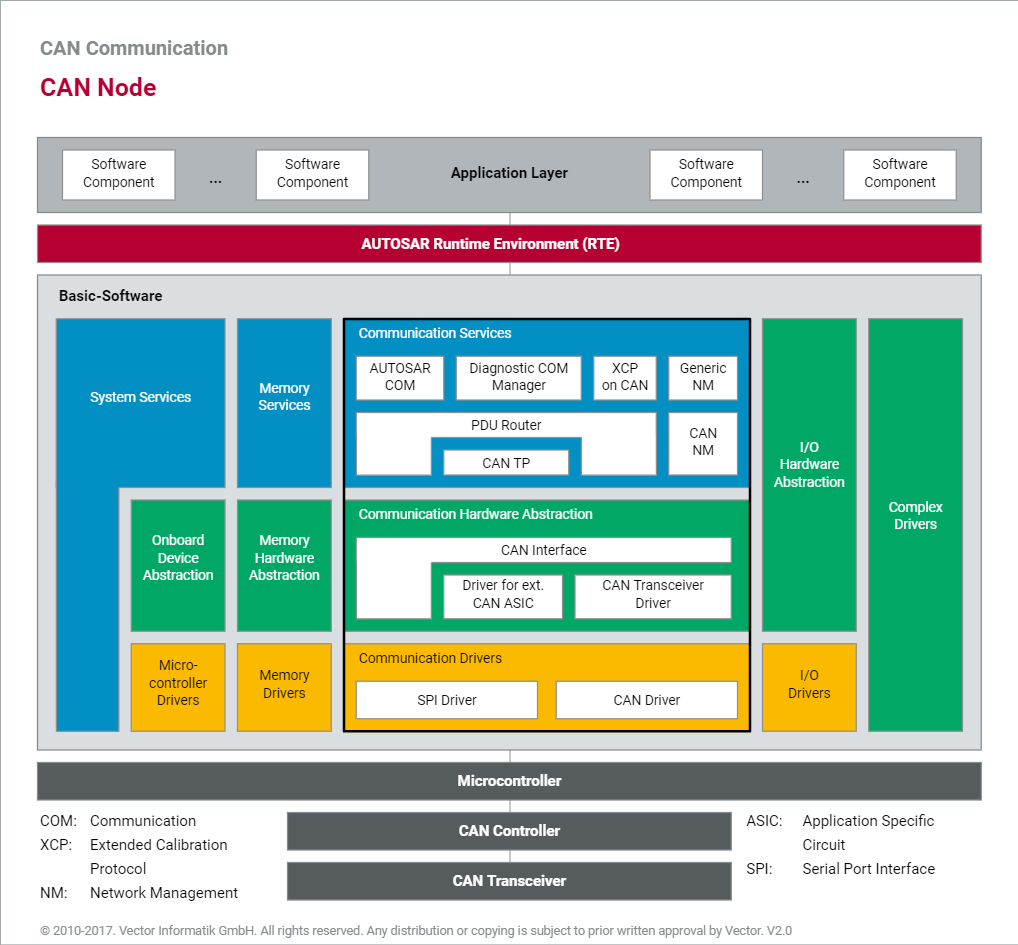 CAN Communication
CAN Node
Software
Component
...
Software
Component
Application Layer
Software
Component
...
Software
Component
AUTOSAR Runtime Environment (RTE)
Basic-Software
System Services
Memory
Services
Communication Services
AUTOSAR
COM
Diagnostic COM
Manager
XCP
on CAN
Generic
NM
PDU Router
CAN TP
CAN
NM
I/O
Hardware
Abstraction
Complex
Drivers
Onboard
Device
Abstraction
Memory
Hardware
Abstraction
Communication Hardware Abstraction
CAN Interface
Driver for ext.
CAN ASIC
CAN Transceiver
Driver
Micro-
controller
Drivers
Memory
Drivers
Communication Drivers
SPI Driver
CAN Driver
I/O
Drivers
Microcontroller
CAN Controller
CAN Transceiver
COM: Communication
XCP: Extended Calibration
Protocol
NM: Network Management
ASIC: Application Specific
Circuit
SPI: Serial Port Interface
© 2010-2017. Vector Informatik GmbH. All rights reserved. Any distribution or copying is subject to prior written approval by Vector. V2.0